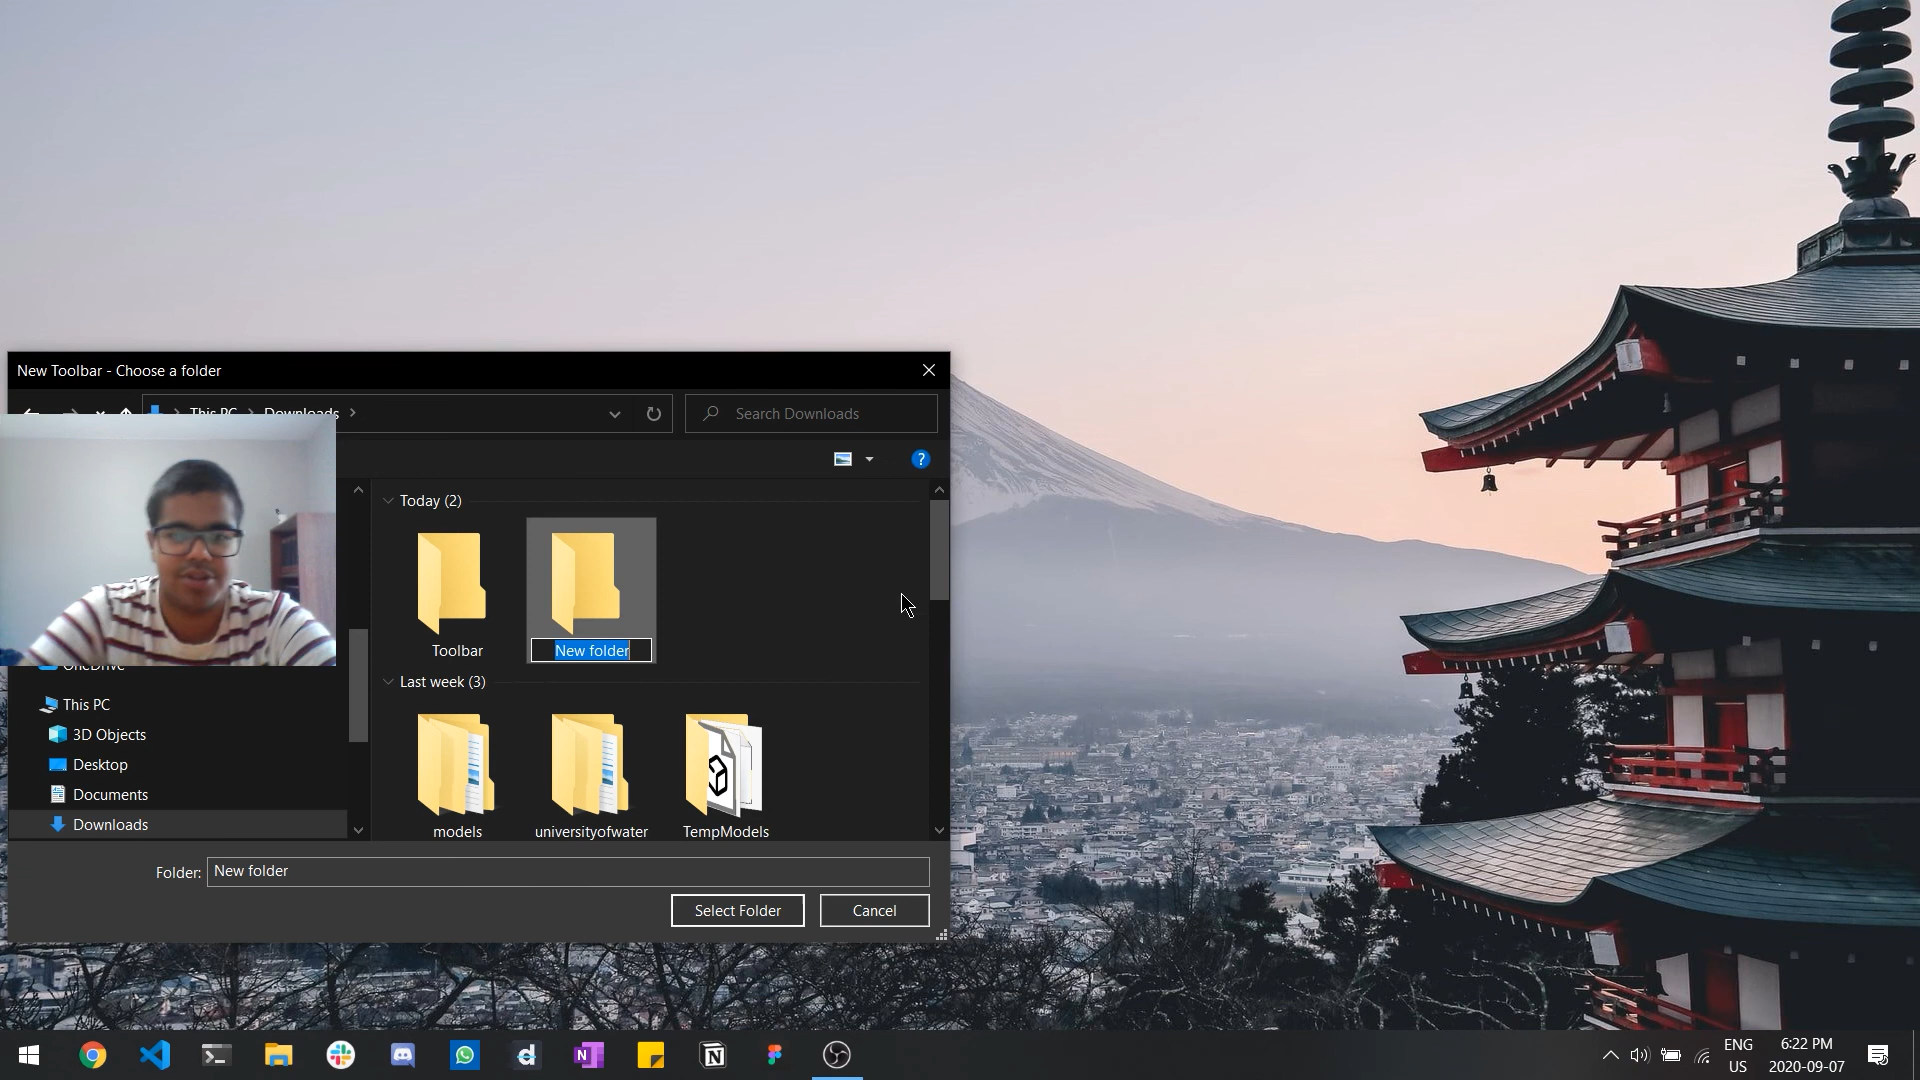 New Toolbar - Choose a folder
This PC Downloads
Search Downloads
Today (2)
Toolbar
New folder
Last week (3)
models
universityofwater
TempModels
OneDrive
This PC
3D Objects
Desktop
Documents
Downloads
Folder: New folder
Select Folder
Cancel
ENG
US
6:22 PM
2020-09-07